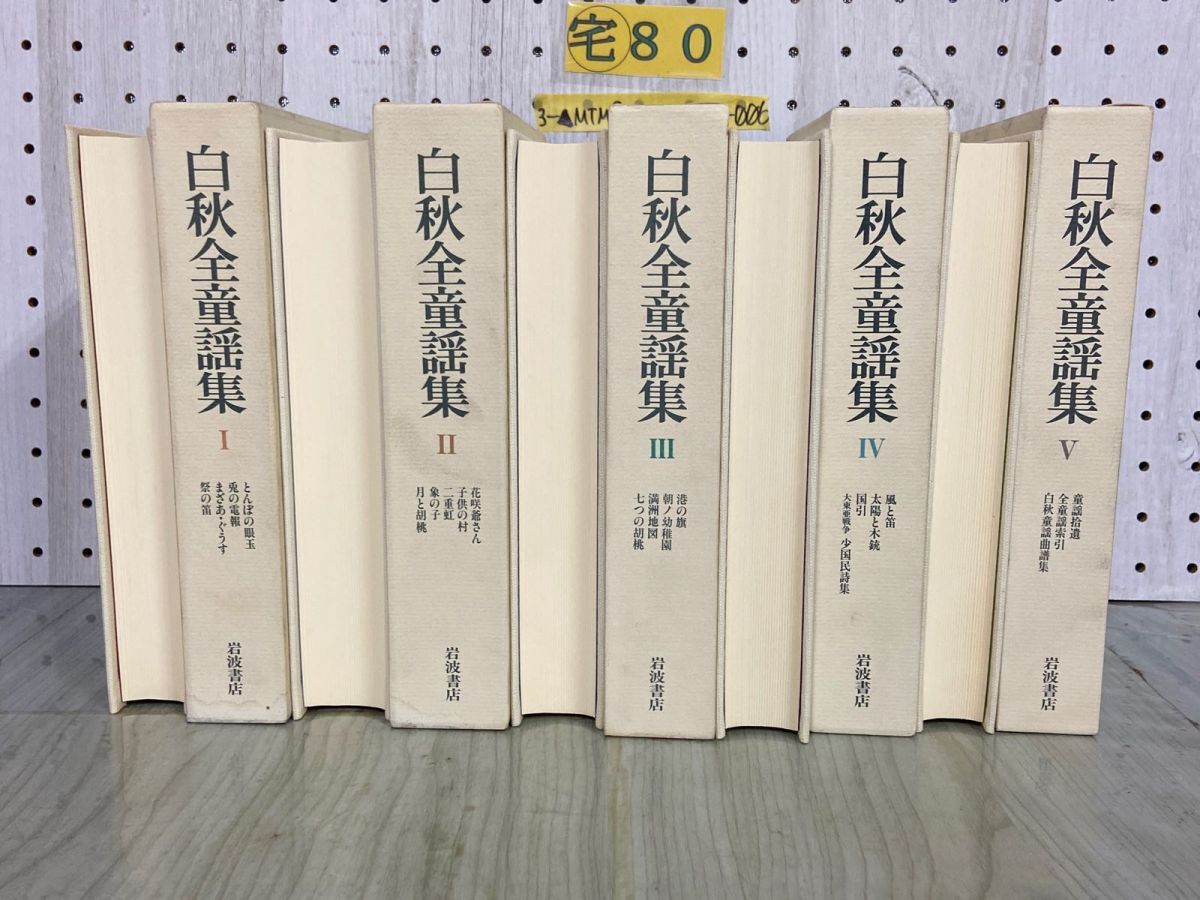 宅80
3-▲MTM
-006
白秋全童謡集
I
とんぼの眼玉
兎の電報
まざあ・ぐうす
祭の笛
岩波書店
白秋全童謡集
II
花咲爺さん
子供の村
二重虹
象の子
月と胡桃
岩波書店
白秋全童謡集
III
港の旗
朝ノ幼稚園
満洲地図
七つの胡桃
岩波書店
白秋全童謡集
IV
風と笛
太陽と木銃
国引
大東亜戦争 少国民詩集
岩波書店
白秋全童謡集
V
童謡拾遺
全童謡索引
白秋童謡曲譜集
岩波書店